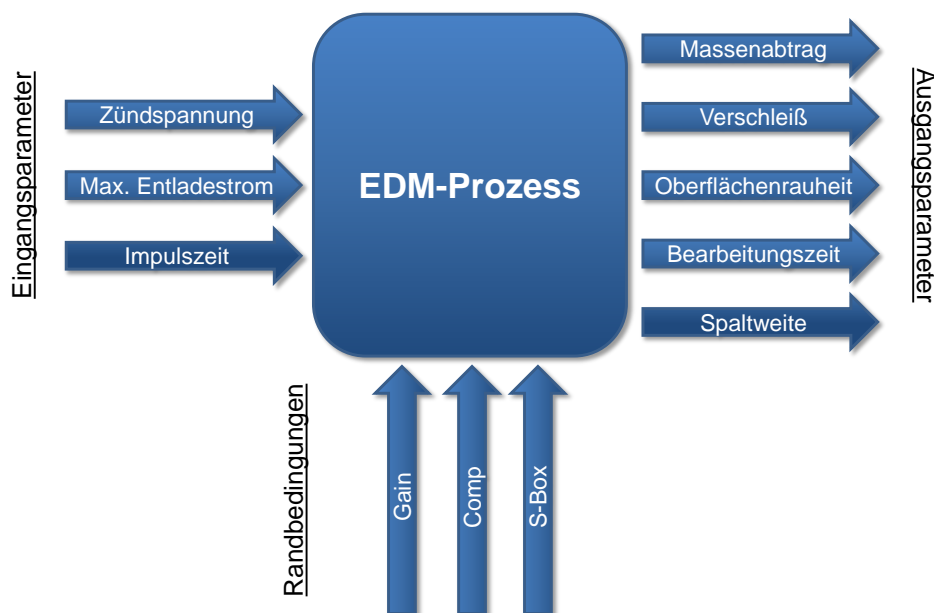 Eingangsparameter
Zündspannung
Max. Entladestrom
Impulszeit
EDM-Prozess
Massenabtrag
Verschleiß
Oberflächenrauheit
Bearbeitungszeit
Spaltweite
Ausgangsparameter
Randbedingungen
Gain
Comp
S-Box